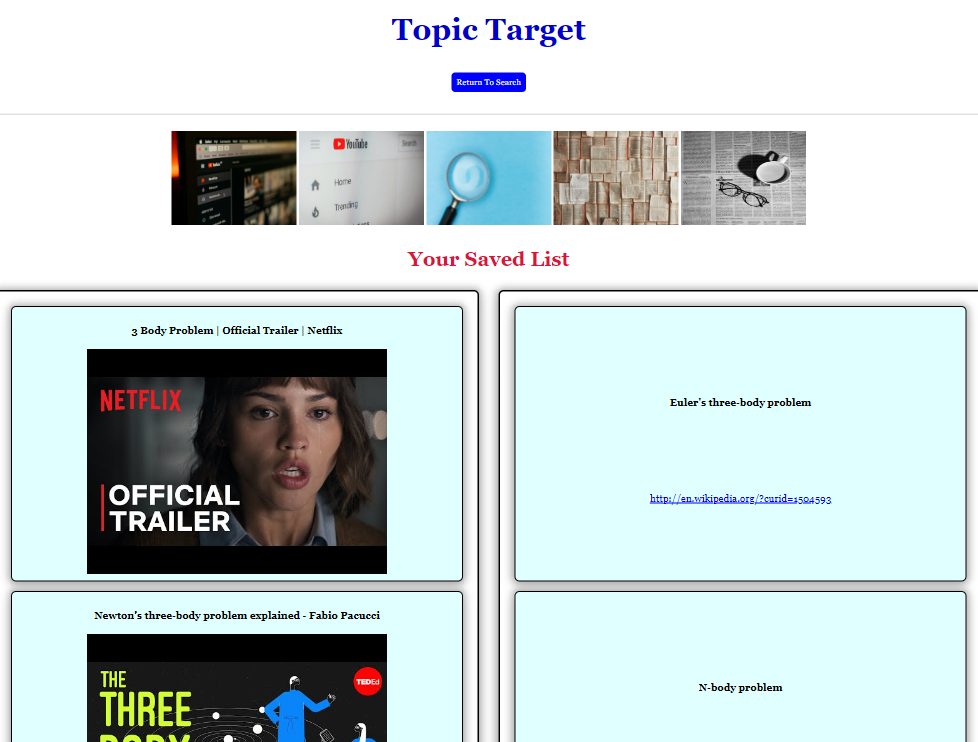 Topic Target
Return To Search
YouTube
Search
Home
Trending
Your Saved List
3 Body Problem | Official Trailer | Netflix
NETFLIX
OFFICIAL
TRAILER
Euler's three-body problem
http://en.wikipedia.org/?curid=1504593
Newton's three-body problem explained - Fabio Pacucci
THE
THREE
BODY
TEDEd
N-body problem